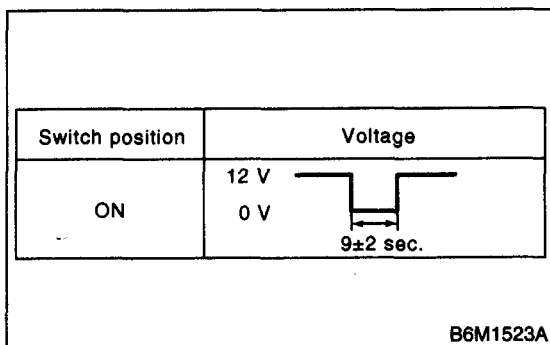 Switch position Voltage
ON 12 V
0 V
9±2 sec.
B6M1523A